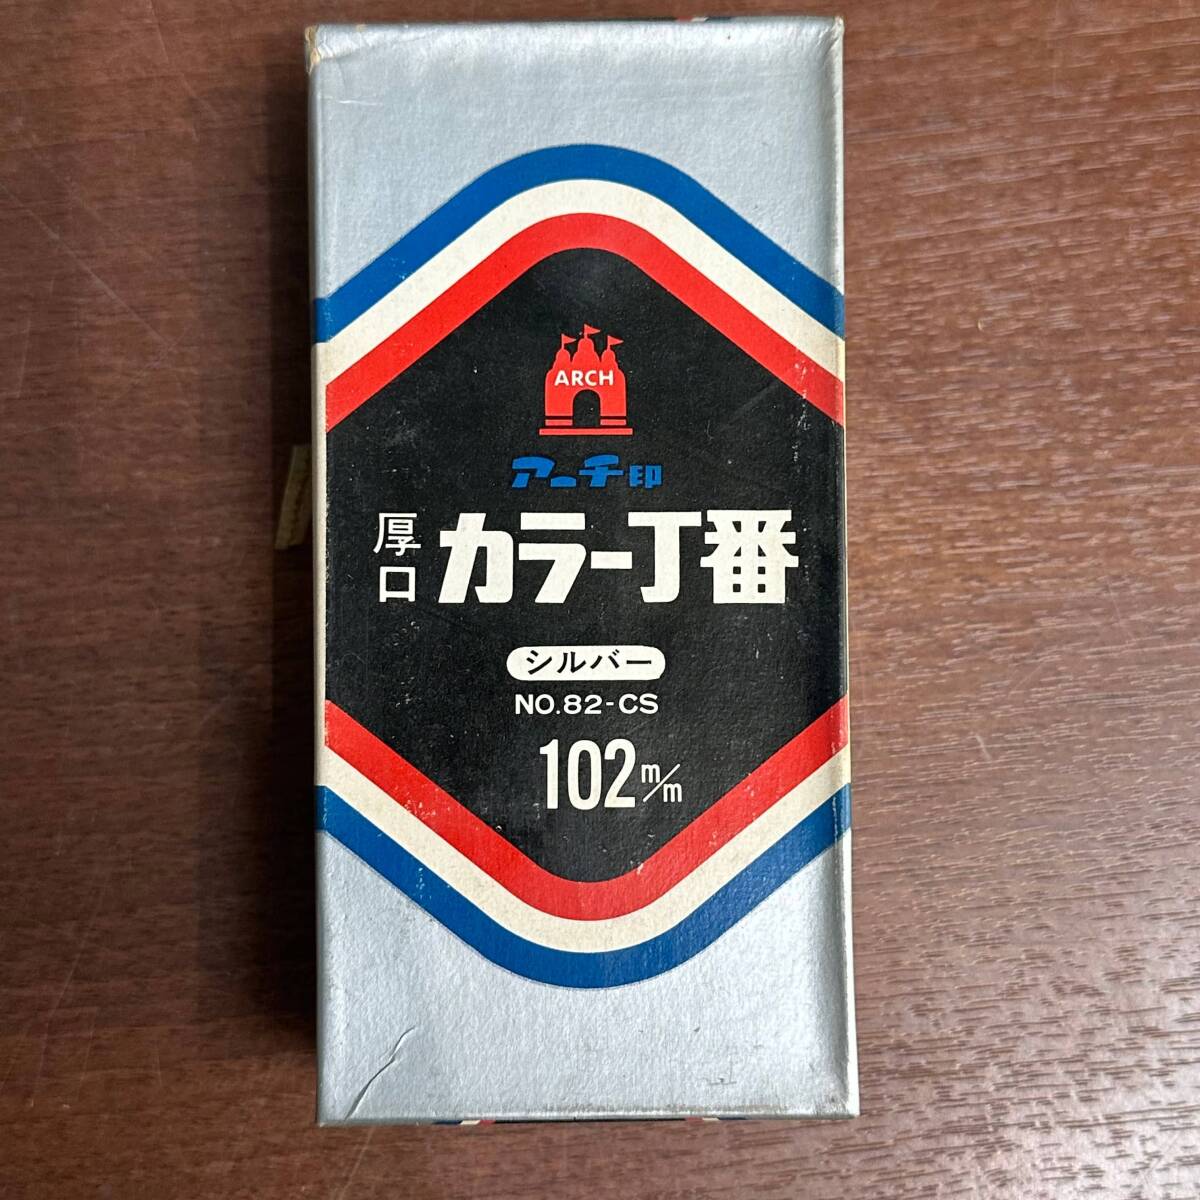 ARCH
アーチ印
厚口 カラー丁番
シルバー
NO.82-CS
102 m/m